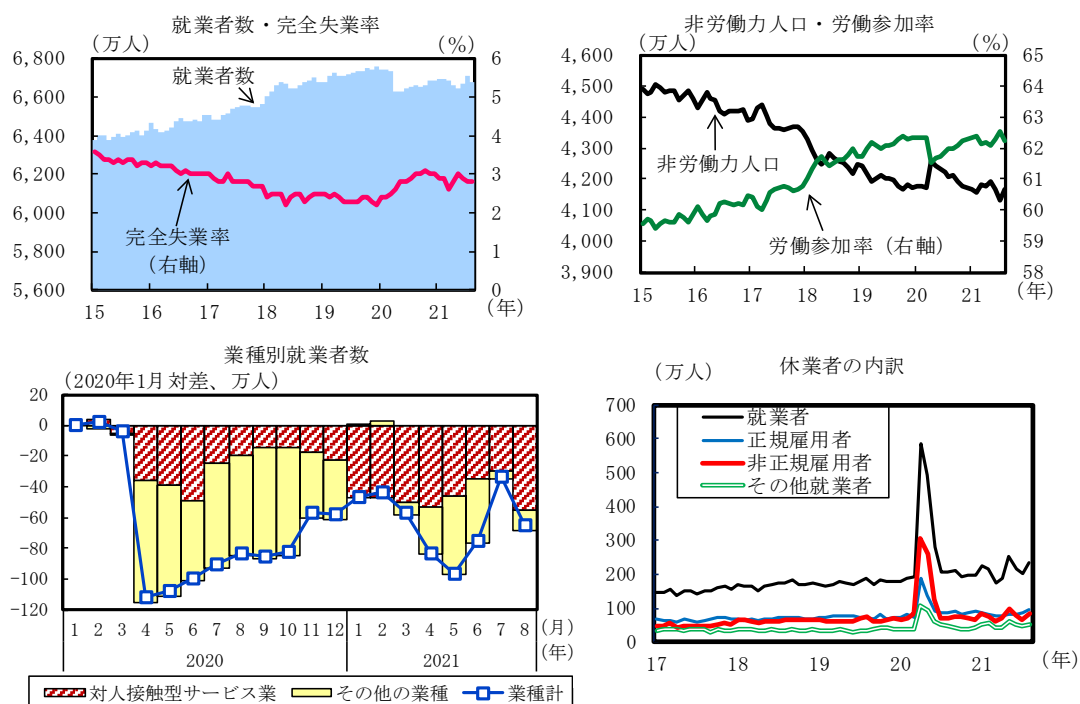 就業者数・完全失業率
（万人）
（%）
6,800
6,600
6,400
6,200
6,000
5,800
5,600
6
5
4
3
2
1
0
就業者数
完全失業率
（右軸）
15 16 17 18 19 20 21
（年）
非労働力人口・労働参加率
（万人）
（%）
4,600
4,500
4,400
4,300
4,200
4,100
4,000
3,900
65
64
63
62
61
60
59
58
非労働力人口
労働参加率（右軸）
15 16 17 18 19 20 21
（年）
業種別就業者数
（2020年1月対差、万人）
20
0
-20
-40
-60
-80
-100
-120
1 2 3 4 5 6 7 8 9 10 11 12 1 2 3 4 5 6 7 8
（月）
2020 2021
（年）
対人接触型サービス業 その他の業種 業種計
休業者の内訳
（万人）
700
600
500
400
300
200
100
0
就業者
正規雇用者
非正規雇用者
その他就業者
17 18 19 20 21
（年）